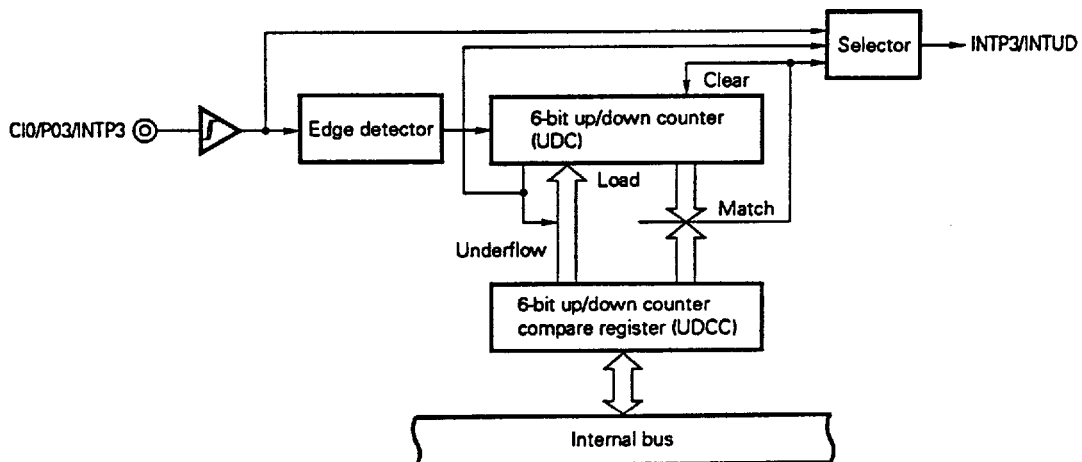 Selector
INTP3/INTUD
Clear
CI0/P03/INTP3
Edge detector
6-bit up/down counter
(UDC)
Load
Match
Underflow
6-bit up/down counter
compare register (UDCC)
Internal bus